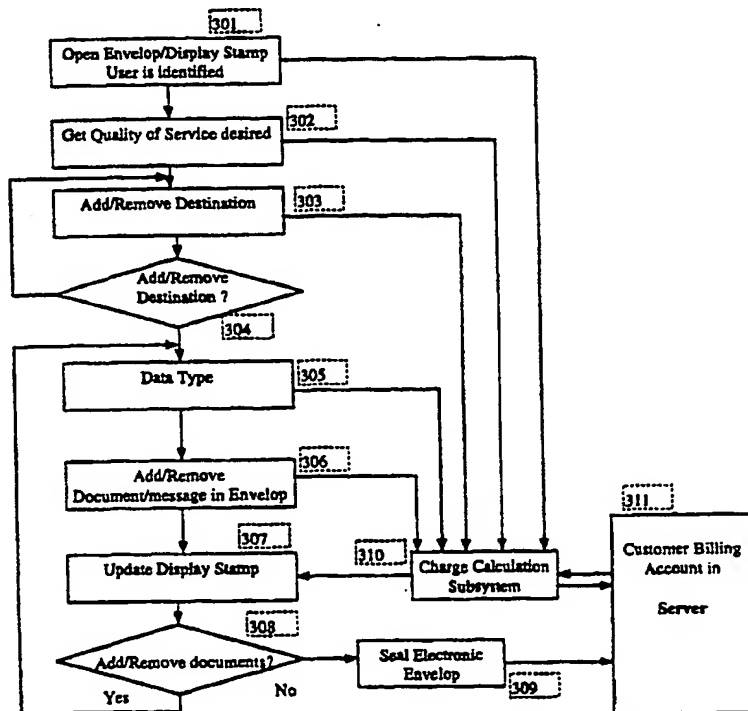 301
Open Envelop/Display Stamp
User is identified
302
Get Quality of Service desired
303
Add/Remove Destination
Add/Remove
Destination ?
304
305
Data Type
306
Add/Remove
Document/message in Envelop
307
Update Display Stamp
310
Charge Calculation
Subsystem
311
Customer Billing
Account in
Server
308
Add/Remove documents?
Yes
No
Seal Electronic
Envelop
309